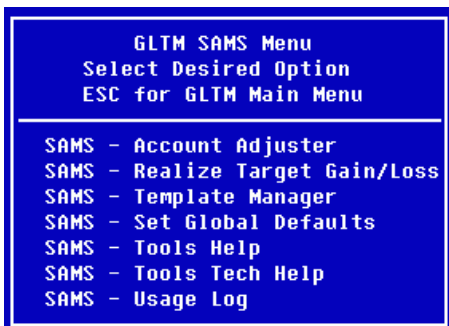 GLTM SAMS Menu
Select Desired Option
ESC for GLTM Main Menu
SAMS - Account Adjuster
SAMS - Realize Target Gain/Loss
SAMS - Template Manager
SAMS - Set Global Defaults
SAMS - Tools Help
SAMS - Tools Tech Help
SAMS - Usage Log